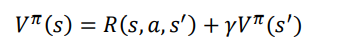 V^π(s) = R(s, a, s′) + γV^π(s′)